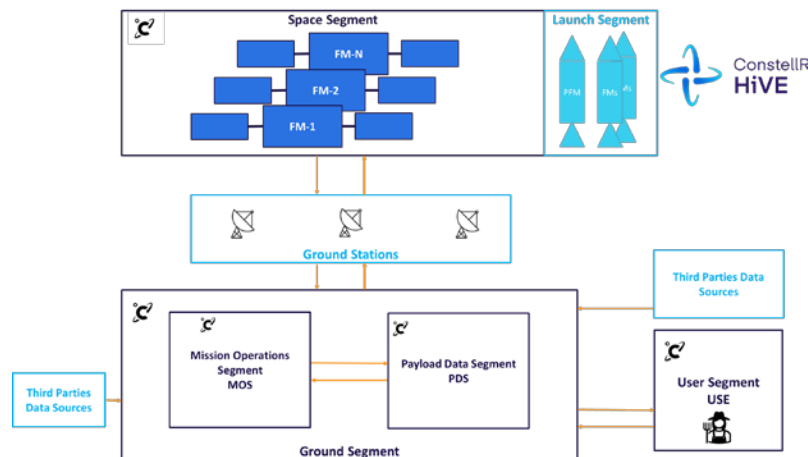 Space Segment
Launch Segment
FM-N
FM-2
FM-1
PFM
FMs
ConstellR
HiVE
Ground Stations
Third Parties Data
Sources
Mission Operations
Segment
MOS
Payload Data Segment
PDS
Third Parties
Data Sources
User Segment
USE
Ground Segment